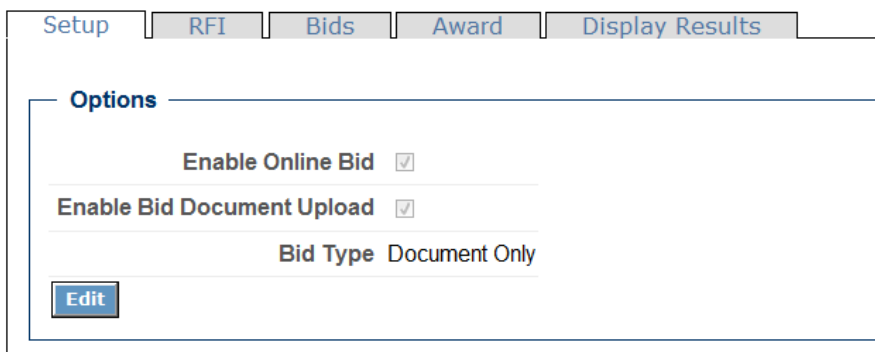 Setup RFI Bids Award Display Results
Options
Enable Online Bid
Enable Bid Document Upload
Bid Type Document Only
Edit